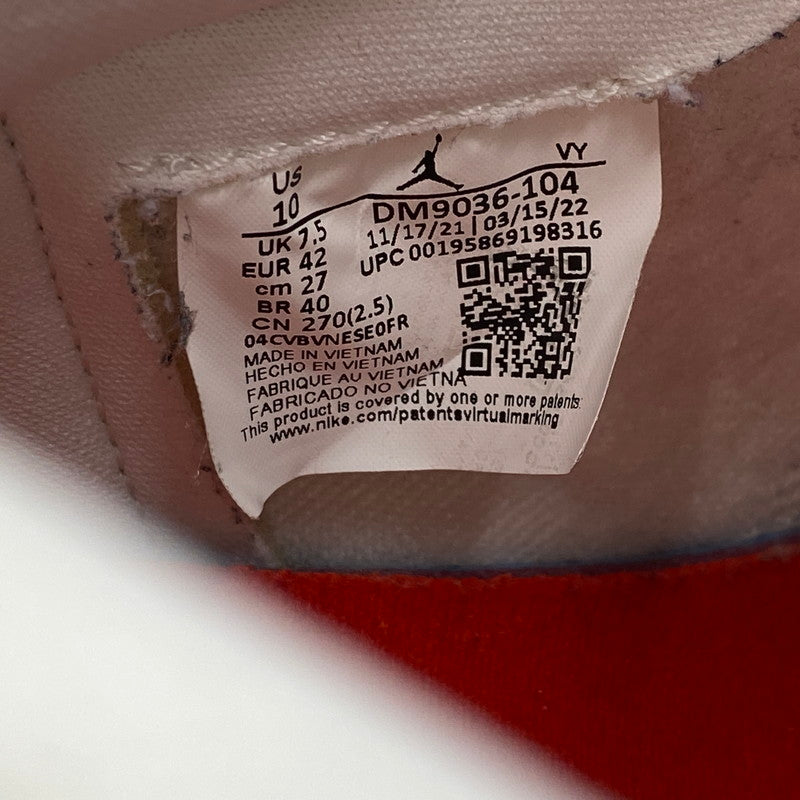 US
10
VY
UK 7.5
EUR 42
cm 27
BR 40
CN 270(2.5)
DM9036-104
11/17/21 | 03/15/22
UPC 00195869198316
04CVBVNESE0FR
MADE IN VIETNAM
HECHO EN VIETNAM
FABRIQUE AU VIETNAM
FABRICADO NO VIETNA
This product is covered by one or more patents.
www.nike.com/patentsvirtualmarking